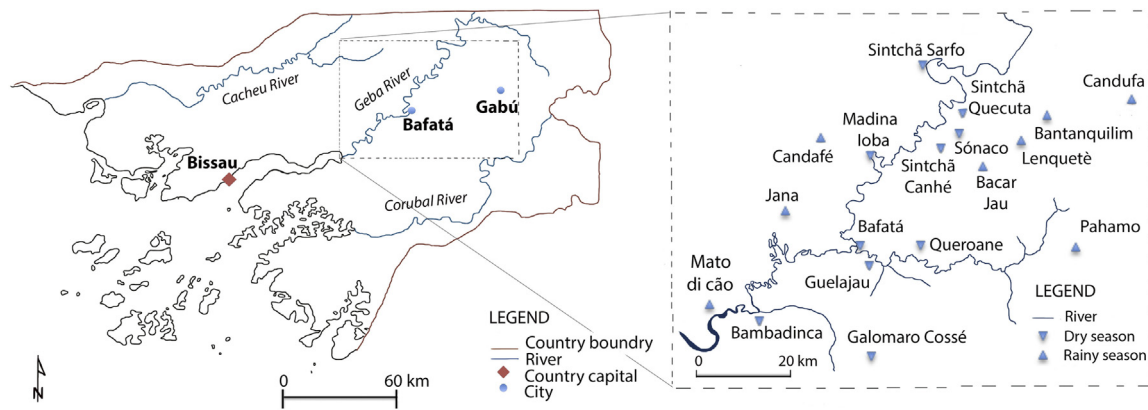 Cacheu River
Geba River
Bafatá
Gabú
Bissau
Corubal River
LEGEND
Country boundry
River
Country capital
City
0
60 km
N
Sintchã Sarfo
Sintchã
Quecuta
Candufa
Madina
Ioba
Bantanquilim
Candafé
Sónaco
Lenquetè
Sintchã
Canhé
Bacar
Jau
Jana
Bafatá
Queroane
Pahamo
Guelajau
Mato
di cão
Bambadinca
Galomaro Cossé
0
20 km
LEGEND
River
Dry season
Rainy season